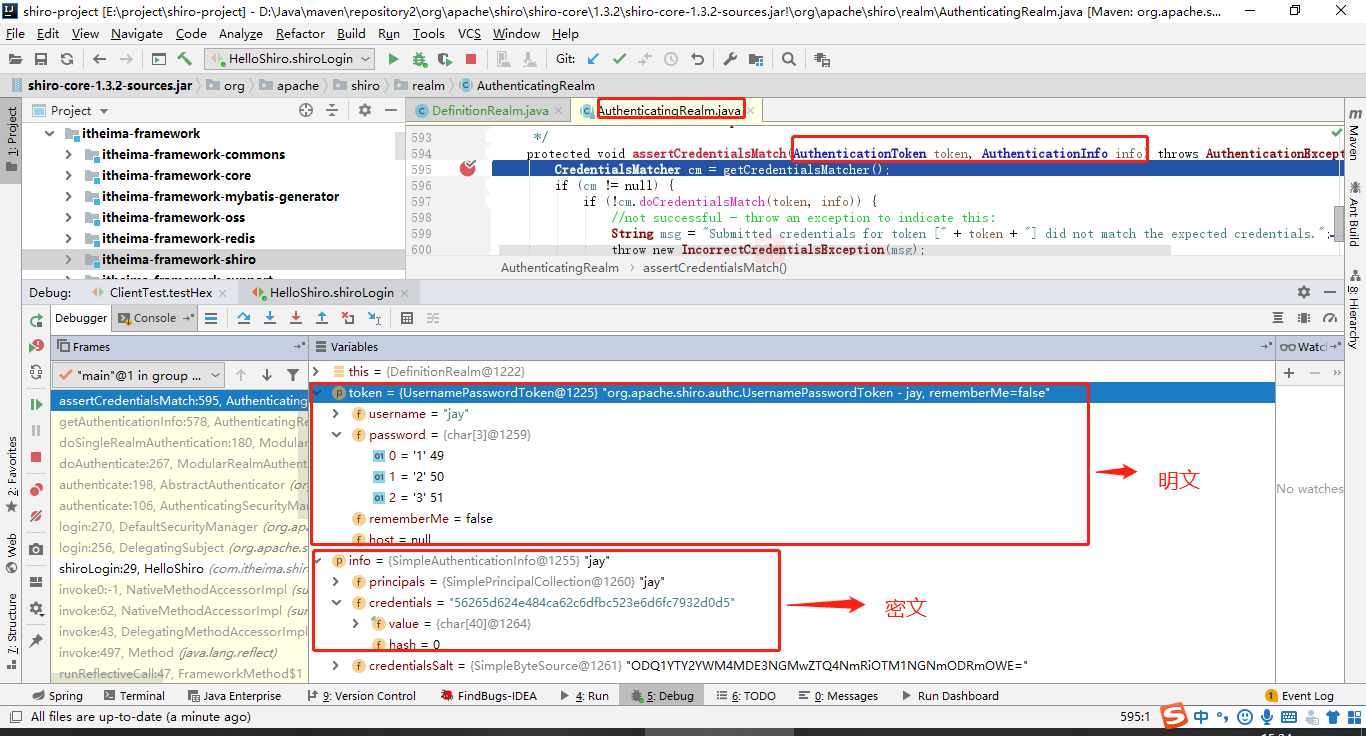 shiro-project [E:\project\shiro-project] - D:\Java\maven\repository2\org\apache\shiro\shiro-core\1.3.2\shiro-core-1.3.2-sources.jar!\org\apache\shiro\realm\AuthenticatingRealm.java [Maven: org.apache.s...
File Edit View Navigate Code Analyze Refactor Build Run Tools VCS Window Help
HelloShiro.shiroLogin Git:
shiro-core-1.3.2-sources.jar org apache shiro realm AuthenticatingRealm
1: Project
Project
DefinitionRealm.java AuthenticatingRealm.java
itheima-framework
itheima-framework-commons
itheima-framework-core
itheima-framework-mybatis-generator
itheima-framework-oss
itheima-framework-redis
itheima-framework-shiro
593 */
594 protected void assertCredentialsMatch(AuthenticationToken token, AuthenticationInfo info) throws AuthenticationExcept
595 CredentialsMatcher cm = getCredentialsMatcher();
596 if (cm != null) {
597 if (!cm.doCredentialsMatch(token, info)) {
598 //not successful - throw an exception to indicate this:
599 String msg = "Submitted credentials for token [" + token + "] did not match the expected credentials.";
600 throw new IncorrectCredentialsException(msg);
AuthenticatingRealm › assertCredentialsMatch()
Maven
Ant Build
8: Hierarchy
Debug: ClientTest.testHex HelloShiro.shiroLogin
Debugger Console
Frames
Variables
Watc
"main"@1 in group ...
assertCredentialsMatch:595, Authenticating
getAuthenticationInfo:578, AuthenticatingRe
doSingleRealmAuthentication:180, Modular
doAuthenticate:267, ModularRealmAuthent
authenticate:198, AbstractAuthenticator (org
authenticate:106, AuthenticatingSecurityMa
login:270, DefaultSecurityManager (org.apa
login:256, DelegatingSubject (org.apache.s
shiroLogin:29, HelloShiro (com.itheima.shir
invoke0:-1, NativeMethodAccessorImpl (sur
invoke:62, NativeMethodAccessorImpl (sun
invoke:43, DelegatingMethodAccessorImpl
invoke:497, Method (java.lang.reflect)
runReflectiveCall:47, FrameworkMethod$1
this = {DefinitionRealm@1222}
token = {UsernamePasswordToken@1225} "org.apache.shiro.authc.UsernamePasswordToken - jay, rememberMe=false"
username = "jay"
password = {char[3]@1259}
0 = '1' 49
1 = '2' 50
2 = '3' 51
rememberMe = false
host = null
明文
info = {SimpleAuthenticationInfo@1255} "jay"
principals = {SimplePrincipalCollection@1260} "jay"
credentials = "56265d624e484ca62c6dfbc523e6d6fc7932d0d5"
value = {char[40]@1264}
hash = 0
密文
credentialsSalt = {SimpleByteSource@1261} "ODQ1YTY2YWM4MDE3NGMwZTQ4NmRiOTM1NGNmODRmOWE="
No watches
2: Favorites
Web
7: Structure
Spring Terminal Java Enterprise 9: Version Control FindBugs-IDEA 4: Run 5: Debug 6: TODO 0: Messages Run Dashboard 1 Event Log
All files are up-to-date (a minute ago) 595:1 中